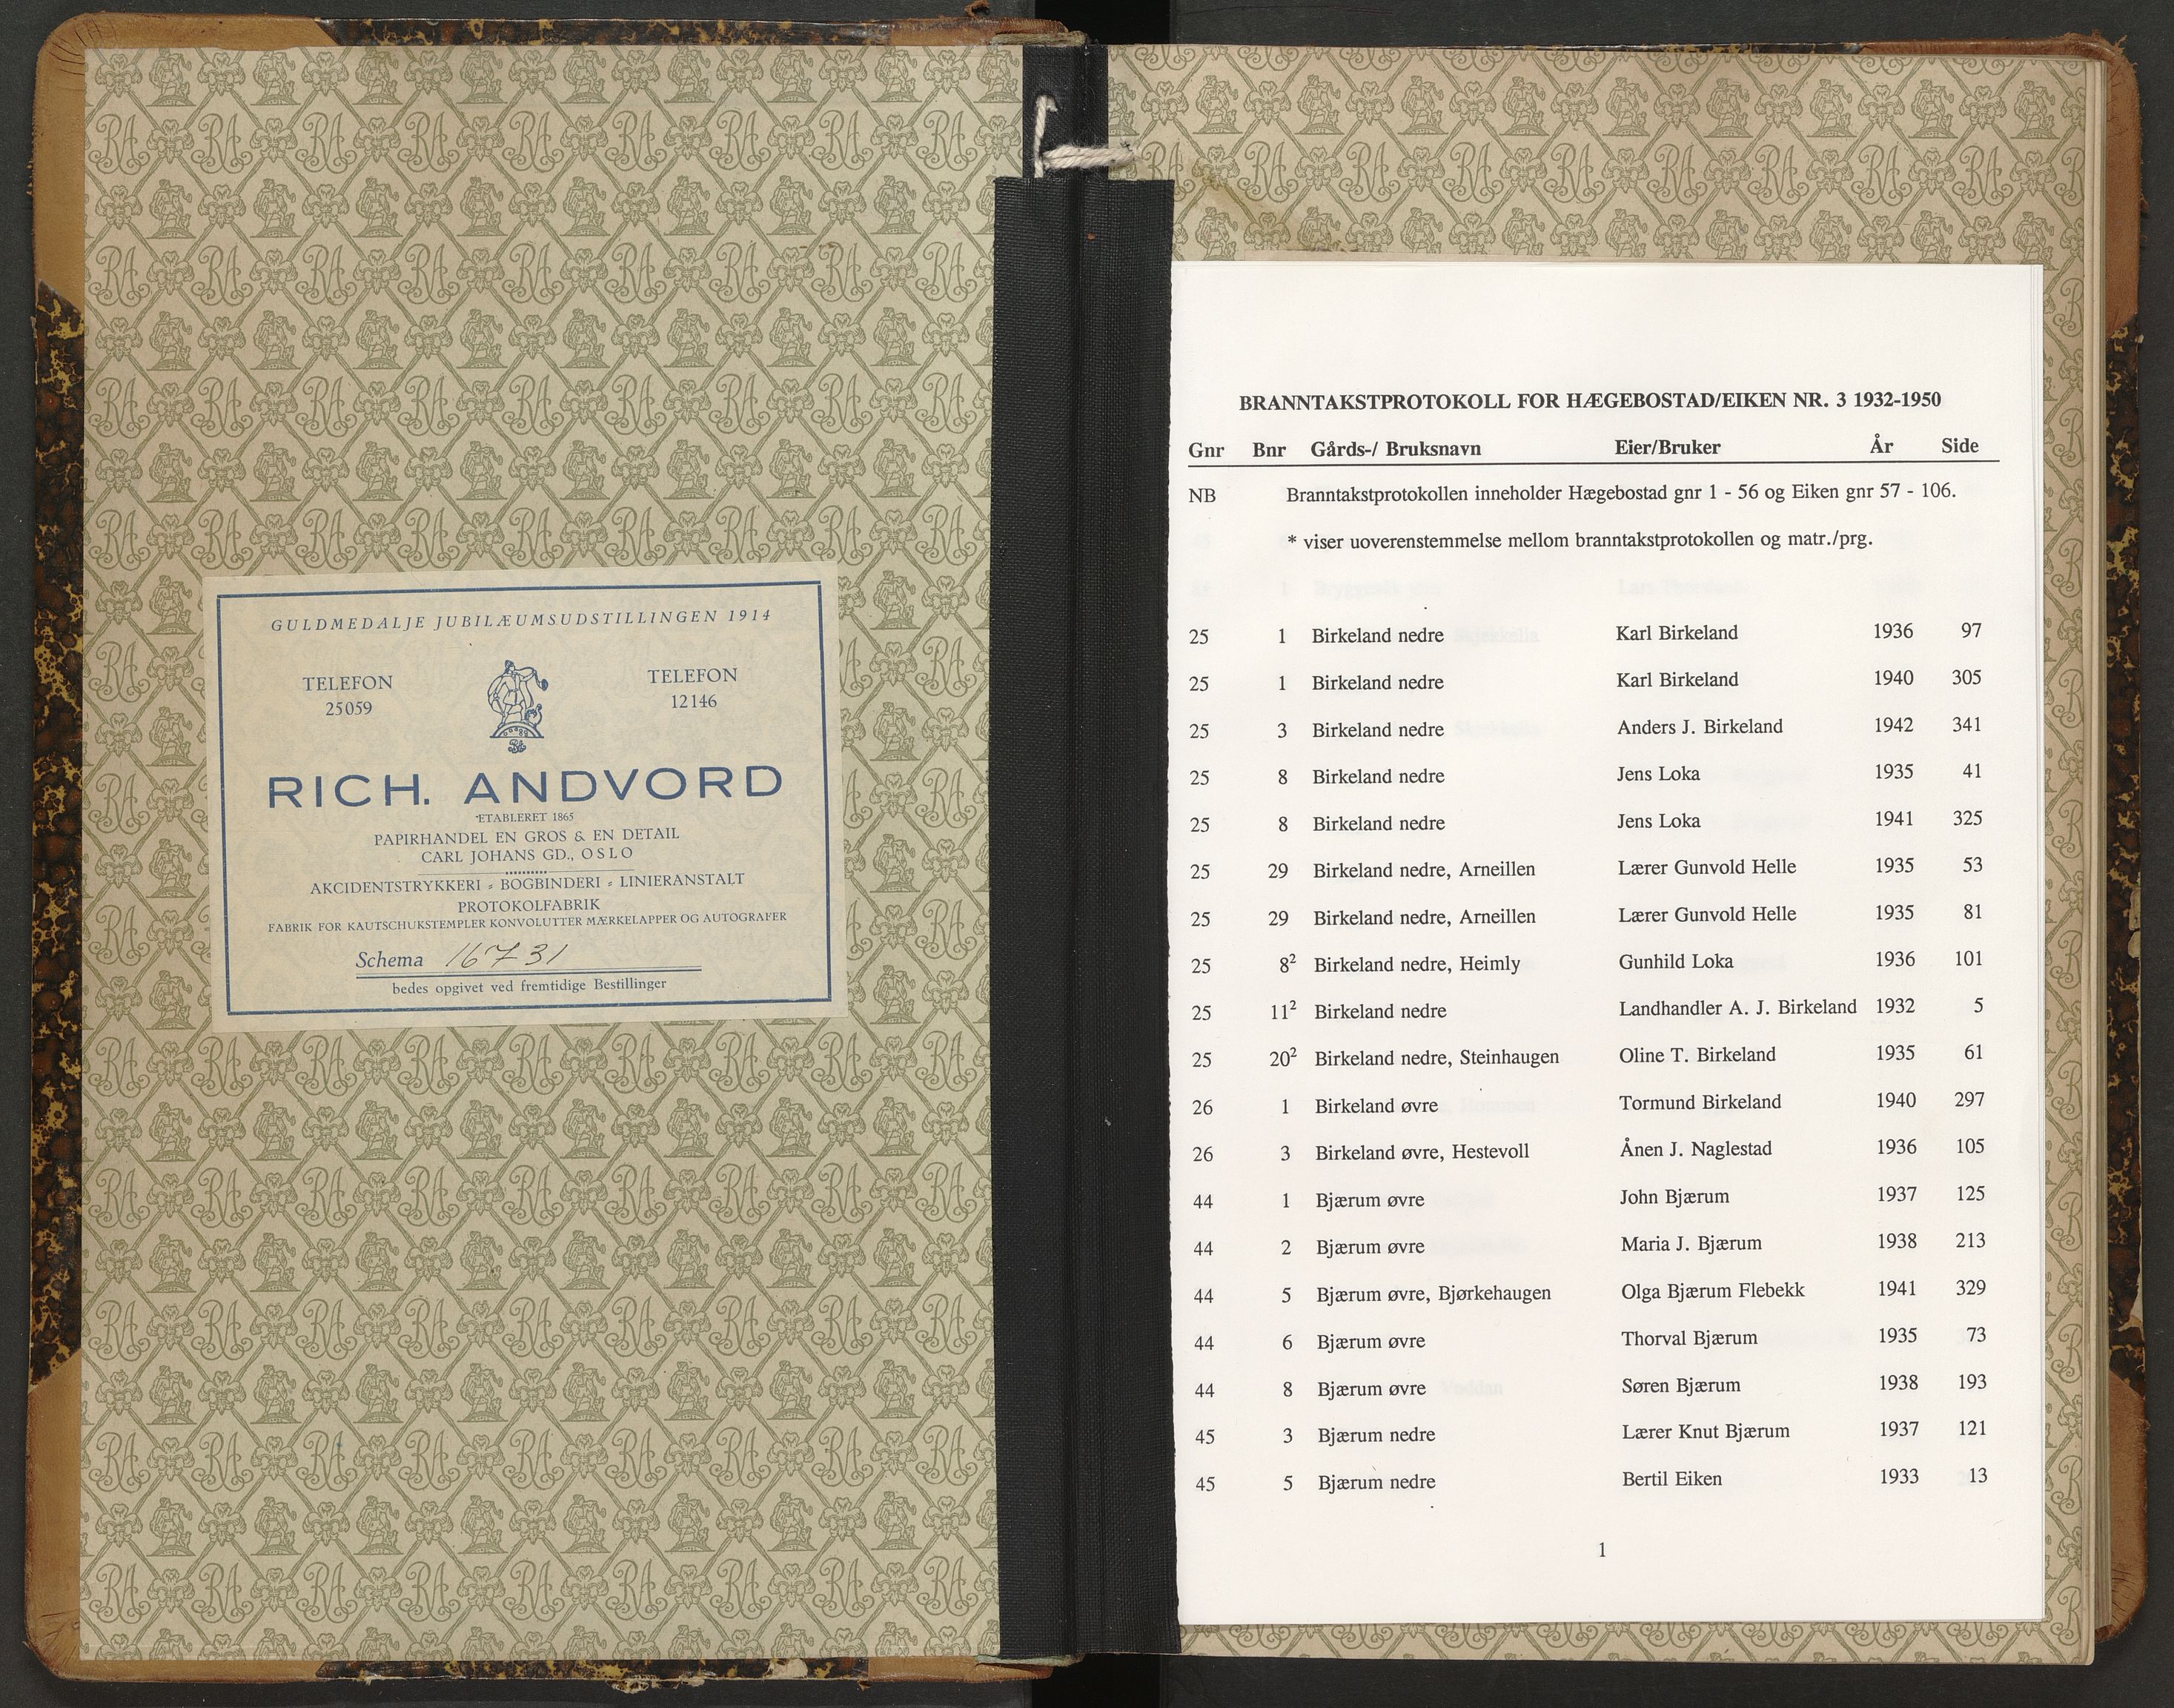 GULDMEDALJE JUBILÆUMSUDSTILLINGEN 1914
TELEFON 25059
TELEFON 12146
RICH. ANDVORD
ETABLERET 1865
PAPIRHANDEL EN GROS & EN DETAIL
CARL JOHANS GD., OSLO
AKCIDENTSTRYKKERI - BOGBINDERI - LINIERANSTALT
PROTOKOLFABRIK
FABRIK FOR KAUTSCHUKSTEMPLER KONVOLUTTER MÆRKELAPPER OG AUTOGRAFER
Schema 16731
bedes opgivet ved fremtidige Bestillinger
BRANNTAKSTPROTOKOLL FOR HÆGEBOSTAD/EIKEN NR. 3 1932-1950
Gnr Bnr Gårds-/ Bruksnavn Eier/Bruker År Side
NB Branntakstprotokollen inneholder Hægebostad gnr 1 - 56 og Eiken gnr 57 - 106.
* viser uoverenstemmelse mellom branntakstprotokollen og matr./prg.
25 1 Birkeland nedre Karl Birkeland 1936 97
25 1 Birkeland nedre Karl Birkeland 1940 305
25 3 Birkeland nedre Anders J. Birkeland 1942 341
25 8 Birkeland nedre Jens Loka 1935 41
25 8 Birkeland nedre Jens Loka 1941 325
25 29 Birkeland nedre, Arneillen Lærer Gunvold Helle 1935 53
25 29 Birkeland nedre, Arneillen Lærer Gunvold Helle 1935 81
25 8² Birkeland nedre, Heimly Gunhild Loka 1936 101
25 11² Birkeland nedre Landhandler A. J. Birkeland 1932 5
25 20² Birkeland nedre, Steinhaugen Oline T. Birkeland 1935 61
26 1 Birkeland øvre Tormund Birkeland 1940 297
26 3 Birkeland øvre, Hestevoll Ånen J. Naglestad 1936 105
44 1 Bjærum øvre John Bjærum 1937 125
44 2 Bjærum øvre Maria J. Bjærum 1938 213
44 5 Bjærum øvre, Bjørkehaugen Olga Bjærum Flebekk 1941 329
44 6 Bjærum øvre Thorval Bjærum 1935 73
44 8 Bjærum øvre Søren Bjærum 1938 193
45 3 Bjærum nedre Lærer Knut Bjærum 1937 121
45 5 Bjærum nedre Bertil Eiken 1933 13
1